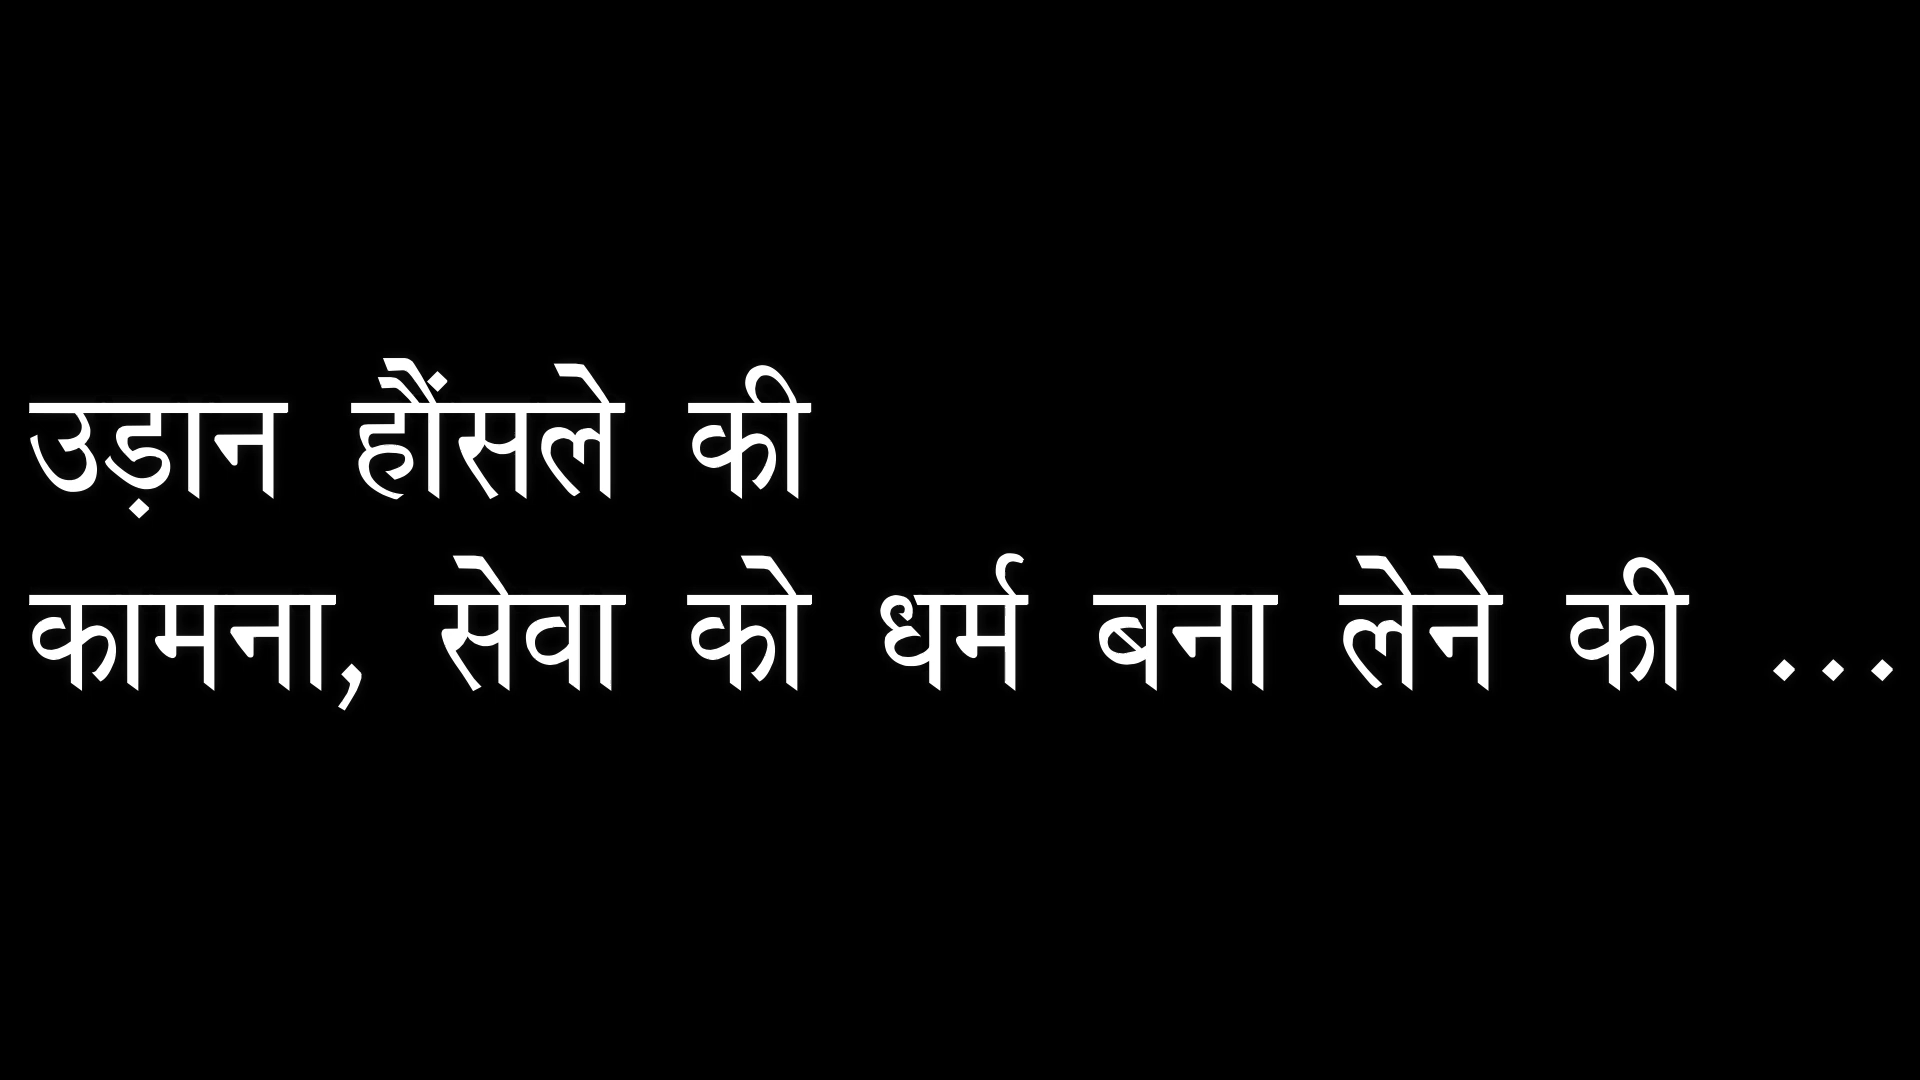 उड़ान हौंसले की
कामना, सेवा को धर्म बना लेने की ...